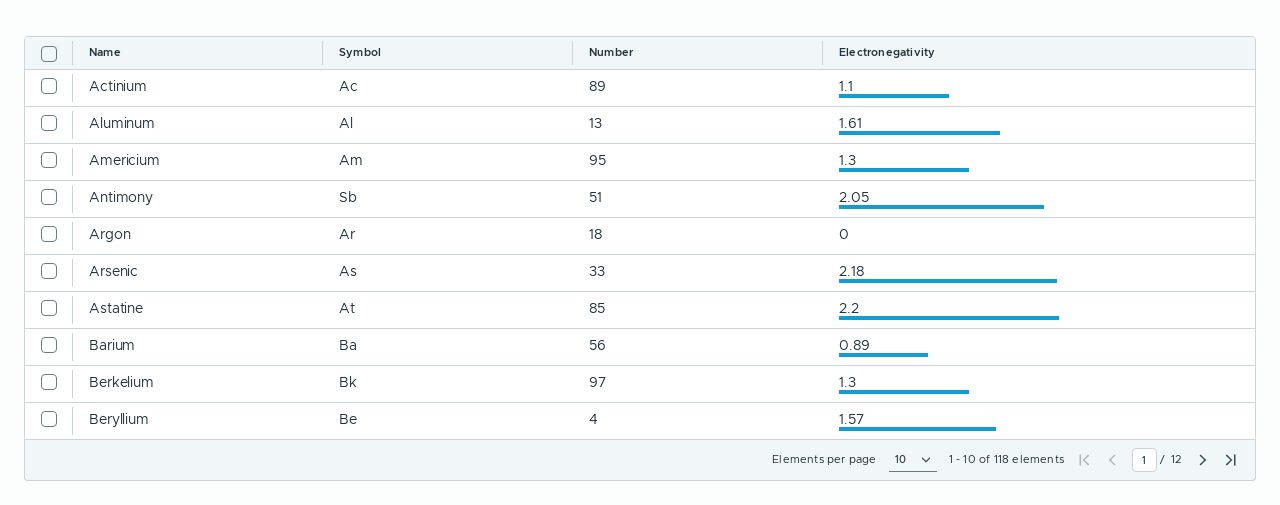 Name Symbol Number Electronegativity
Actinium Ac 89 1.1
Aluminum Al 13 1.61
Americium Am 95 1.3
Antimony Sb 51 2.05
Argon Ar 18 0
Arsenic As 33 2.18
Astatine At 85 2.2
Barium Ba 56 0.89
Berkelium Bk 97 1.3
Beryllium Be 4 1.57
Elements per page 10 1 - 10 of 118 elements 1 / 12